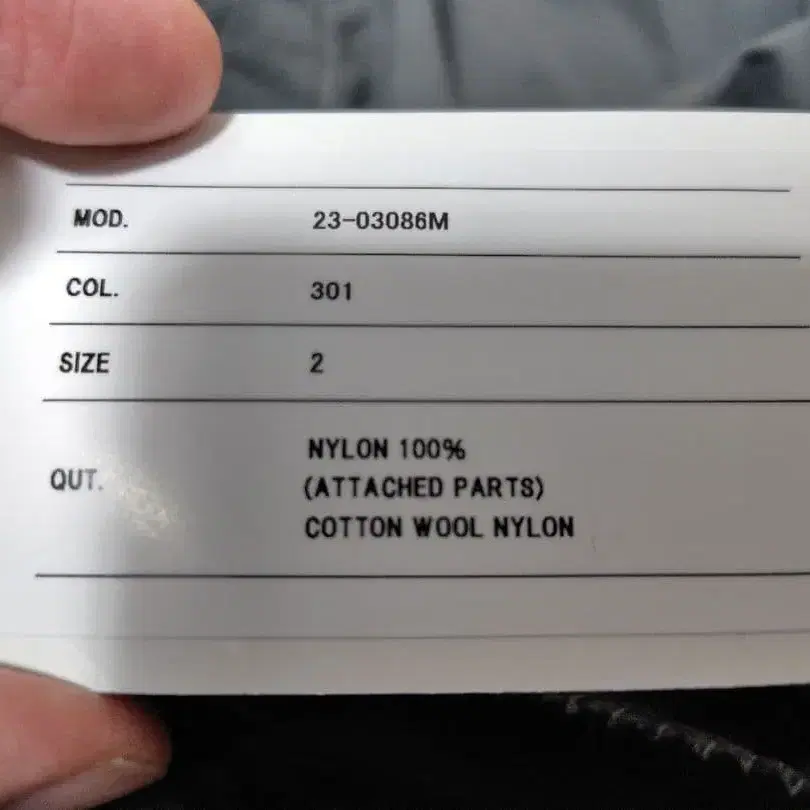 MOD. 23-03086M
COL. 301
SIZE 2
NYLON 100%
QUT. (ATTACHED PARTS)
COTTON WOOL NYLON